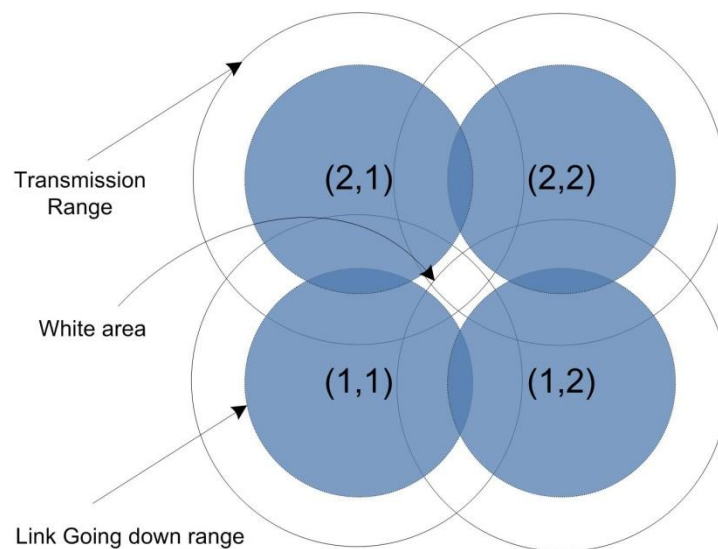 (2,1)
(2,2)
Transmission
Range
White area
(1,1)
(1,2)
Link Going down range